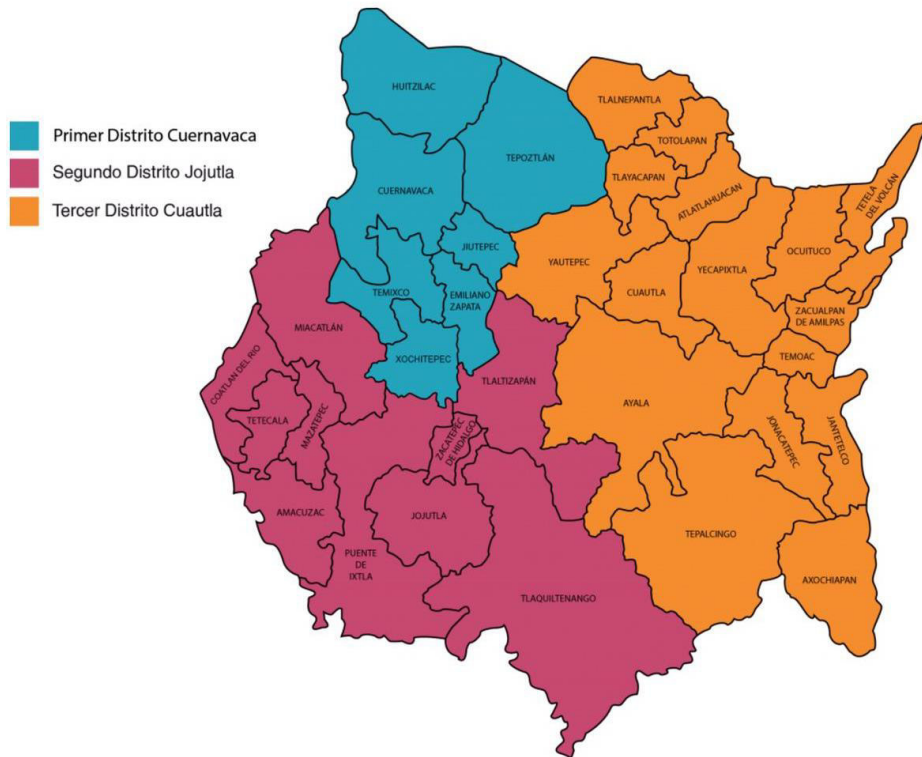 Primer Distrito Cuernavaca
Segundo Distrito Jojutla
Tercer Distrito Cuautla
HUITZILAC
TEPOZTLÁN
TLALNEPANTLA
TOTOLAPAN
TLAYACAPAN
ATLATLAHUACAN
TETELA
DEL VOLCÁN
CUERNAVACA
JIUTEPEC
YAUTEPEC
CUAUTLA
YECAPIXTLA
OCUITUCO
TEMIXCO
EMILIANO
ZAPATA
ZACUALPAN
DE AMILPAS
MIACATLÁN
XOCHITEPEC
TEMOAC
COATLAN DEL RIO
TLALTIZAPÁN
TETECALA
MAZATEPEC
ZACATEPEC
DE HIDALGO
AYALA
JONACATEPEC
JANTETELCO
AMACUZAC
JOJUTLA
PUENTE
DE
IXTLA
TEPALCINGO
AXOCHIAPAN
TLAQUILTENANGO